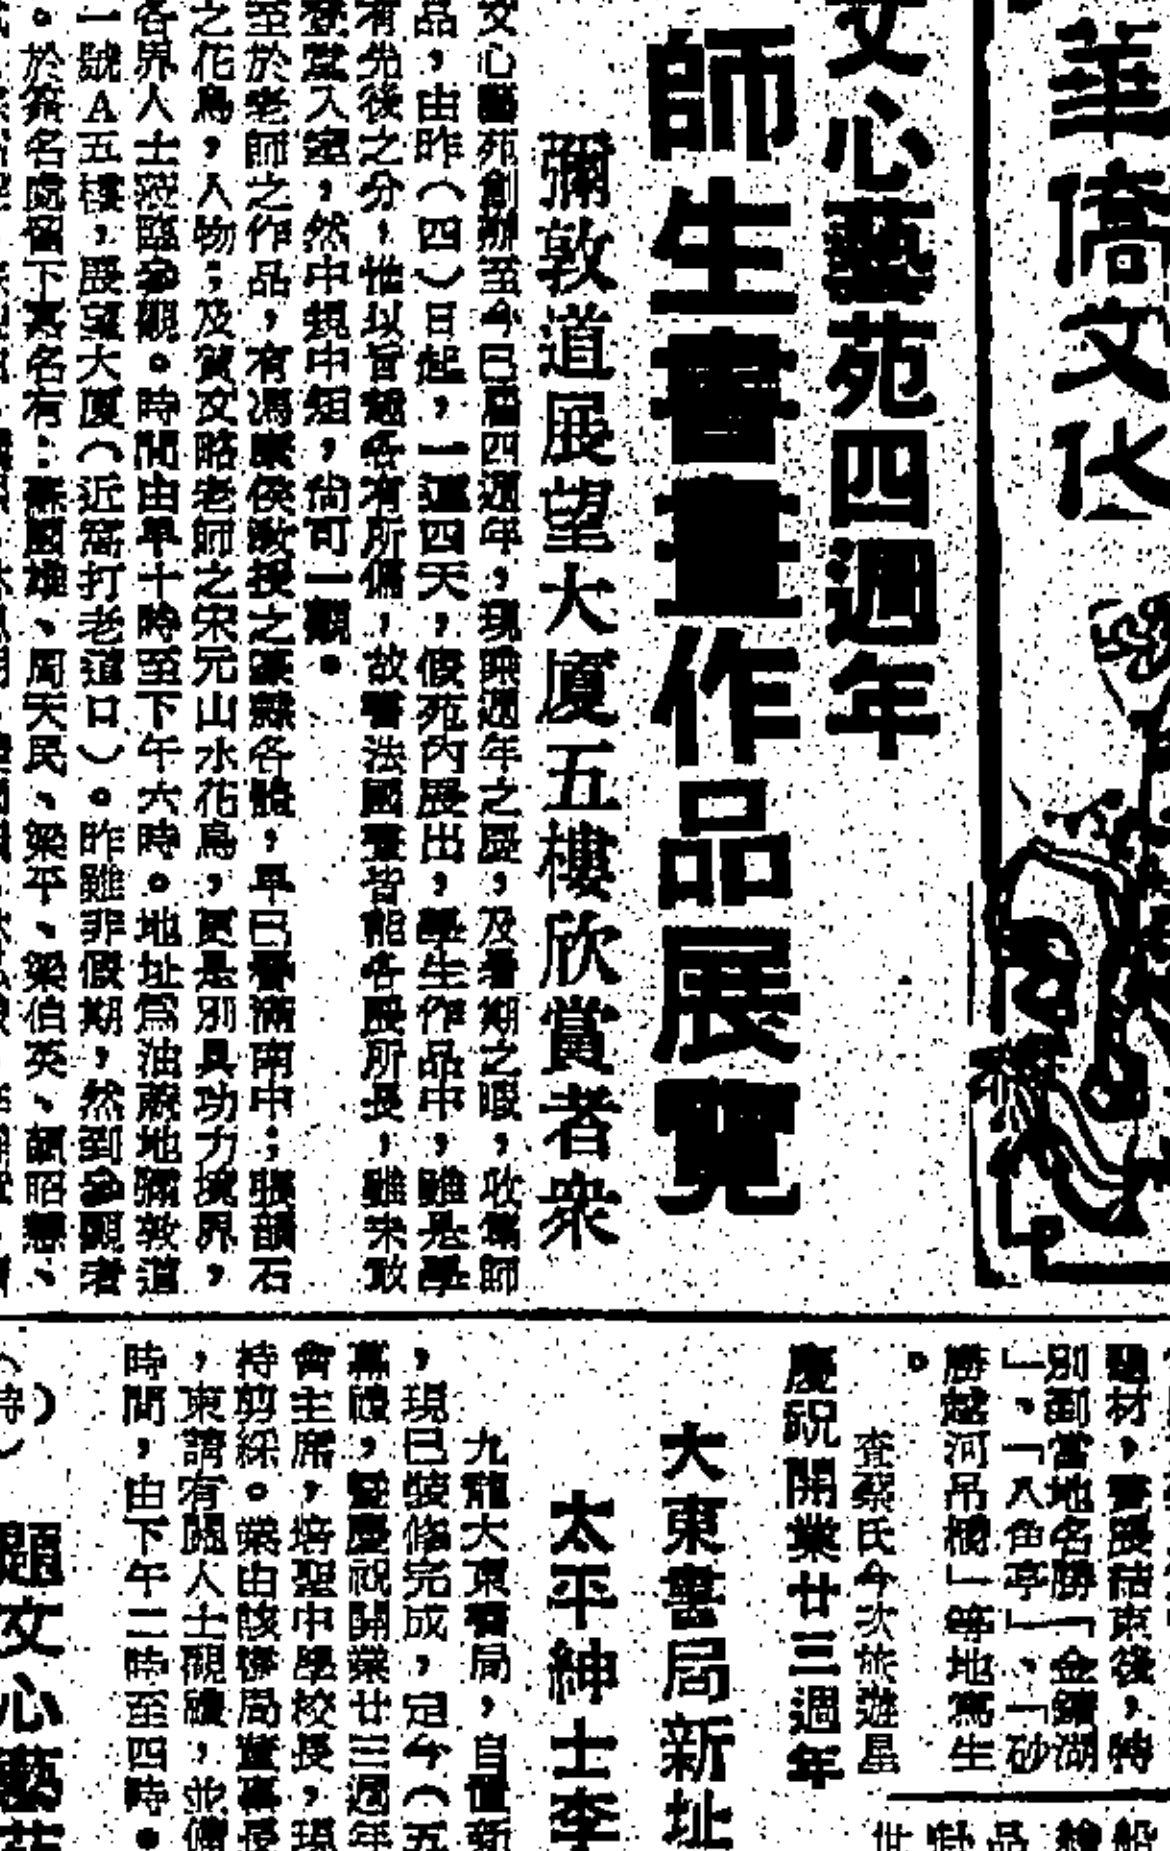 華僑文化
文心藝苑四週年
師生書畫作品展覽
彌敦道展望大廈五樓欣賞者衆
文心藝苑創辦至今已屆四週年，現乘週年之慶，及暑期之暇，收集師
品，由昨（四）日起，一連四天，假苑內展出，學生作品中，雖是學
有先後之分，惟以旨趣各有所偏，故書法國畫皆能各展所長，雖未敢
登堂入室，然中規中矩，尙可一觀。
至於老師之作品，有馮康侯敎授之篆隸各體，早已譽滿南中；張韻石
之花鳥，人物；及賀文略老師之宋元山水花鳥，更是別具功力境界，
各界人士蒞臨參觀。時間由早十時至下午六時。地址爲油蔴地彌敦道
一號A五樓，展望大廈（近窩打老道口）。昨雖非假期，然到參觀者
。於簽名處留下其名有：蘇國雄、周天民、梁平、梁伯英、韻昭慧、
題材，畫展結束後，特
別到當地名勝「金鐘湖
」，「八角亭」，「砂
勝越河吊橋」等地寫生
。
查蔡氏今次旅遊星
慶祝開業廿三週年
大東書局新址
太平紳士李
九龍大東書局，自置新
，現已裝修完成，定今（五
幕禮，暨慶祝開業廿三週年
會主席，培聖中學校長，現
持剪綵。業由該書局董事長
，柬請有關人士觀禮，並備
時間，由下午二時至四時。
題文心藝苑